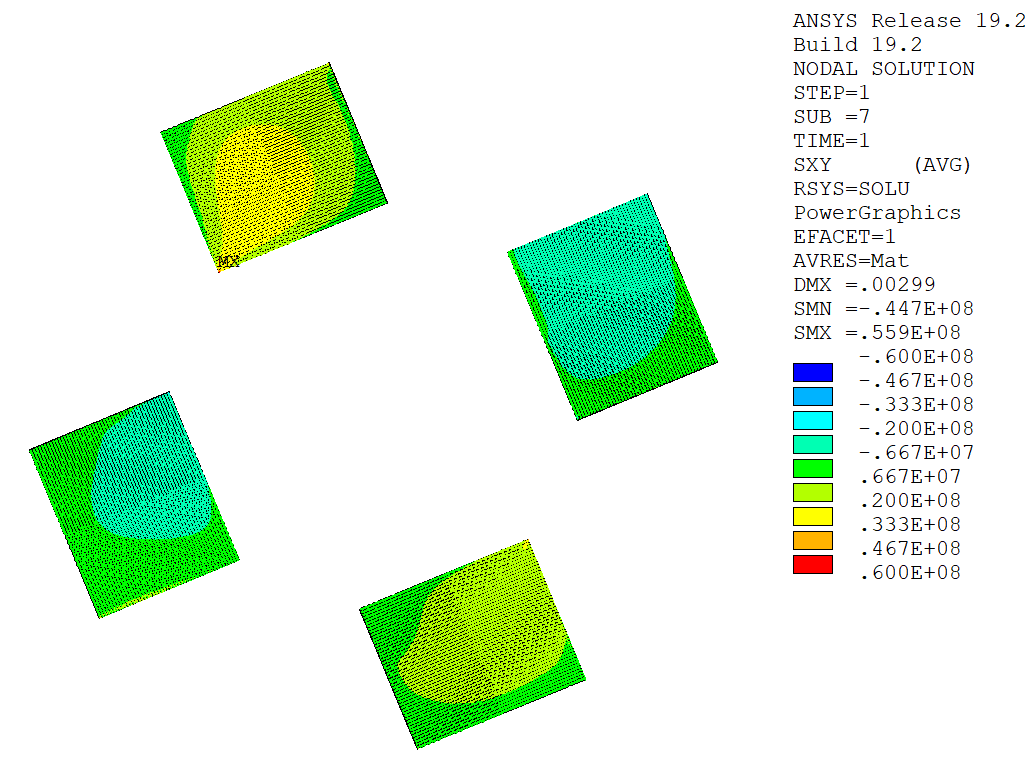 ANSYS Release 19.2
Build 19.2
NODAL SOLUTION
STEP=1
SUB =7
TIME=1
SXY (AVG)
RSYS=SOLU
PowerGraphics
EFACET=1
AVRES=Mat
DMX =.00299
SMN =-.447E+08
SMX =.559E+08
-.600E+08
-.467E+08
-.333E+08
-.200E+08
-.667E+07
.667E+07
.200E+08
.333E+08
.467E+08
.600E+08
MX